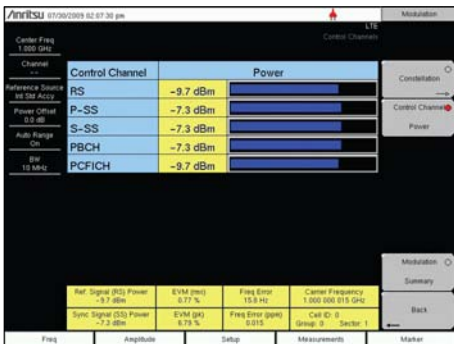 Anritsu 07/30/2009 02:07:30 pm
Modulation
LTE
Control Channels
Center Freq
1.000 GHz
Channel
--
Reference Source
Int Std Accy
Power Offset
0.0 dB
Auto Range
On
BW
10 MHz
Control Channel Power
RS -9.7 dBm
P-SS -7.3 dBm
S-SS -7.3 dBm
PBCH -7.3 dBm
PCFICH -9.7 dBm
Constellation
Control Channel
Power
Modulation
Summary
Back
Ref. Signal (RS) Power
-9.7 dBm
EVM (rms)
0.77 %
Freq Error
15.8 Hz
Carrier Frequency
1.000 000 015 GHz
Sync Signal (SS) Power
-7.3 dBm
EVM (pk)
6.79 %
Freq Error (ppm)
0.015
Cell ID: 0
Group: 0 Sector: 1
Freq Amplitude Setup Measurements Marker